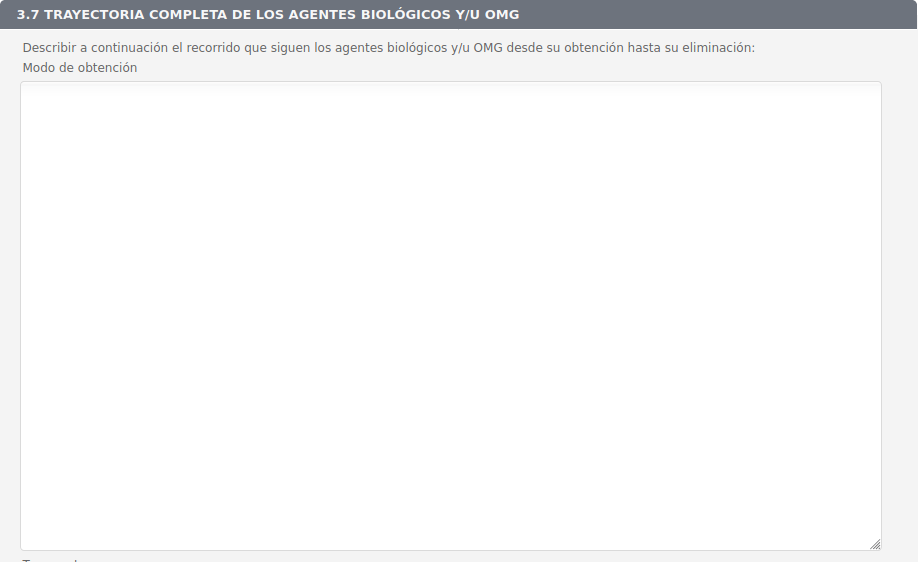 3.7 TRAYECTORIA COMPLETA DE LOS AGENTES BIOLÓGICOS Y/U OMG
Describir a continuación el recorrido que siguen los agentes biológicos y/u OMG desde su obtención hasta su eliminación:
Modo de obtención